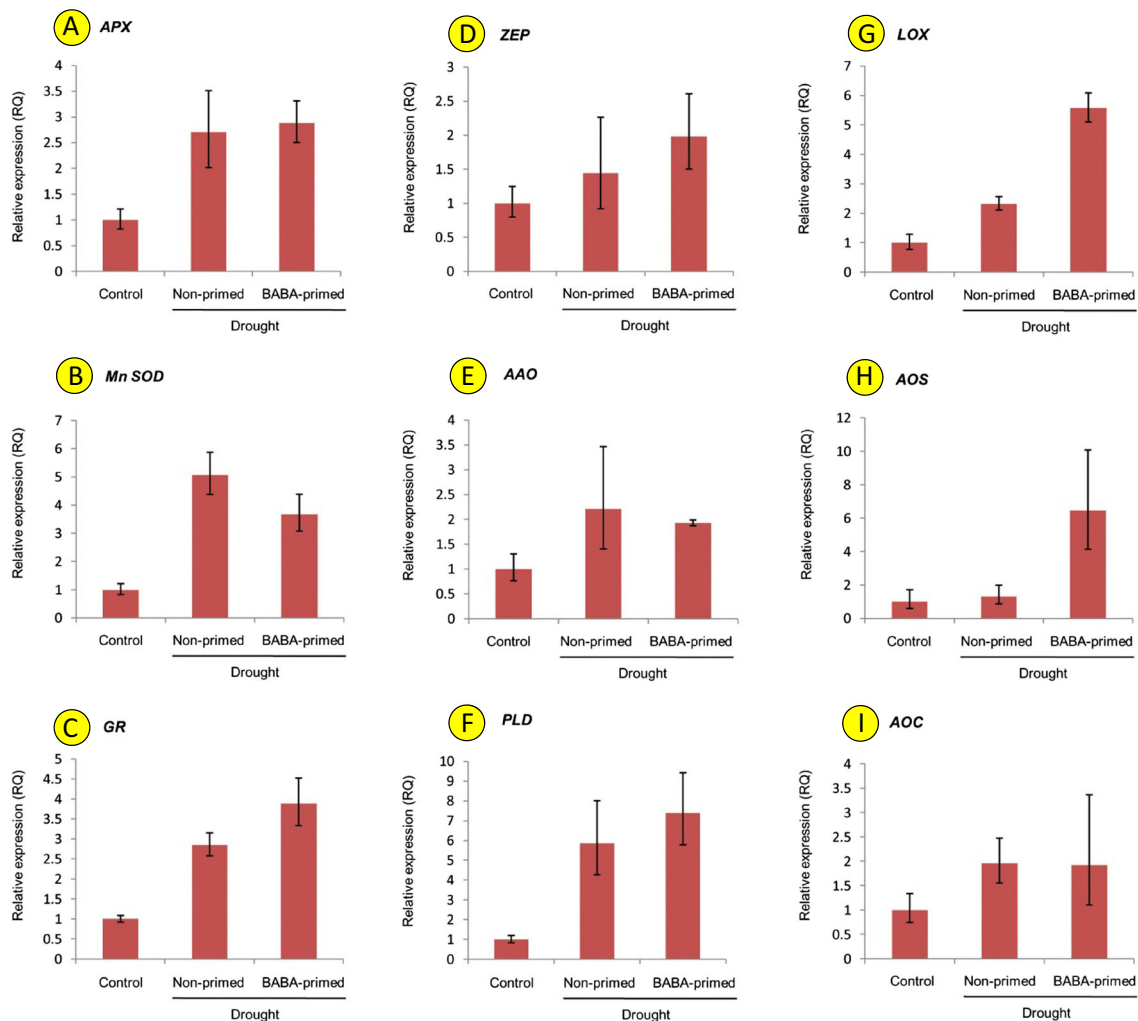 A APX
Relative expression (RQ)
4
3.5
3
2.5
2
1.5
1
0.5
0
Control Non-primed BABA-primed
Drought
D ZEP
Relative expression (RQ)
3
2.5
2
1.5
1
0.5
0
Control Non-primed BABA-primed
Drought
G LOX
Relative expression (RQ)
7
6
5
4
3
2
1
0
Control Non-primed BABA-primed
Drought
B Mn SOD
Relative expression (RQ)
7
6
5
4
3
2
1
0
Control Non-primed BABA-primed
Drought
E AAO
Relative expression (RQ)
4
3.5
3
2.5
2
1.5
1
0.5
0
Control Non-primed BABA-primed
Drought
H AOS
Relative expression (RQ)
12
10
8
6
4
2
0
Control Non-primed BABA-primed
Drought
C GR
Relative expression (RQ)
5
4.5
4
3.5
3
2.5
2
1.5
1
0.5
0
Control Non-primed BABA-primed
Drought
F PLD
Relative expression (RQ)
10
9
8
7
6
5
4
3
2
1
0
Control Non-primed BABA-primed
Drought
I AOC
Relative expression (RQ)
4
3.5
3
2.5
2
1.5
1
0.5
0
Control Non-primed BABA-primed
Drought